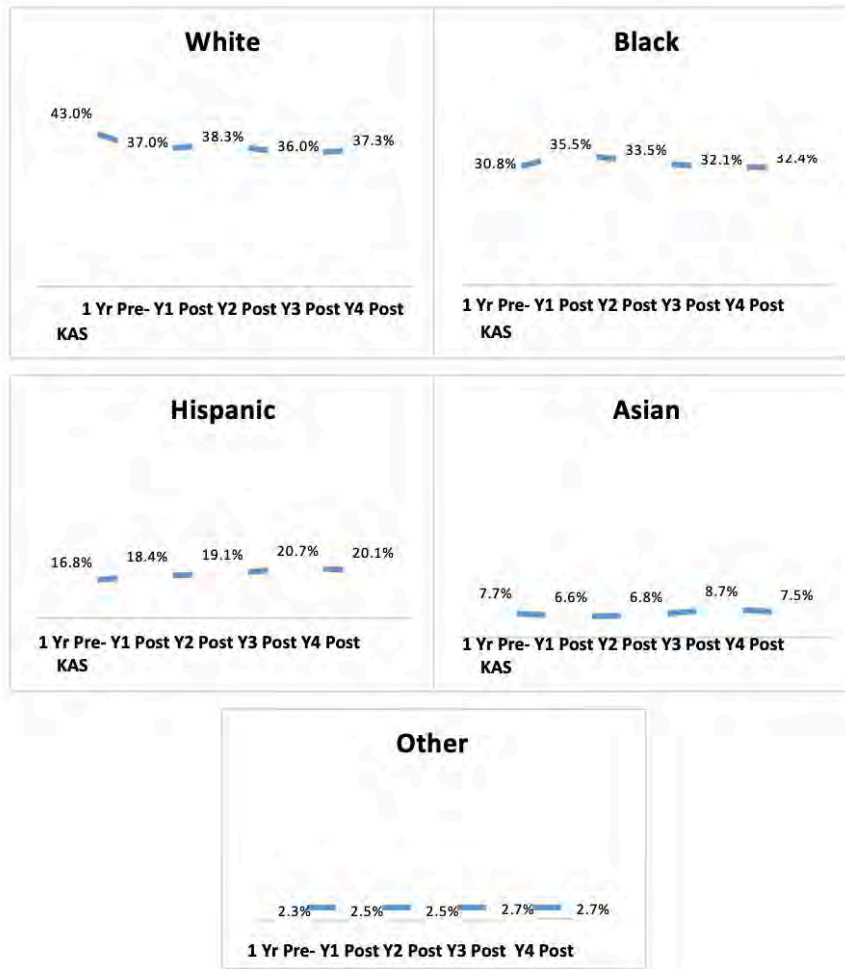 White
43.0% 37.0% 38.3% 36.0% 37.3%
1 Yr Pre- Y1 Post Y2 Post Y3 Post Y4 Post
KAS
Black
30.8% 35.5% 33.5% 32.1% 32.4%
1 Yr Pre- Y1 Post Y2 Post Y3 Post Y4 Post
KAS
Hispanic
16.8% 18.4% 19.1% 20.7% 20.1%
1 Yr Pre- Y1 Post Y2 Post Y3 Post Y4 Post
KAS
Asian
7.7% 6.6% 6.8% 8.7% 7.5%
1 Yr Pre- Y1 Post Y2 Post Y3 Post Y4 Post
KAS
Other
2.3% 2.5% 2.5% 2.7% 2.7%
1 Yr Pre- Y1 Post Y2 Post Y3 Post Y4 Post